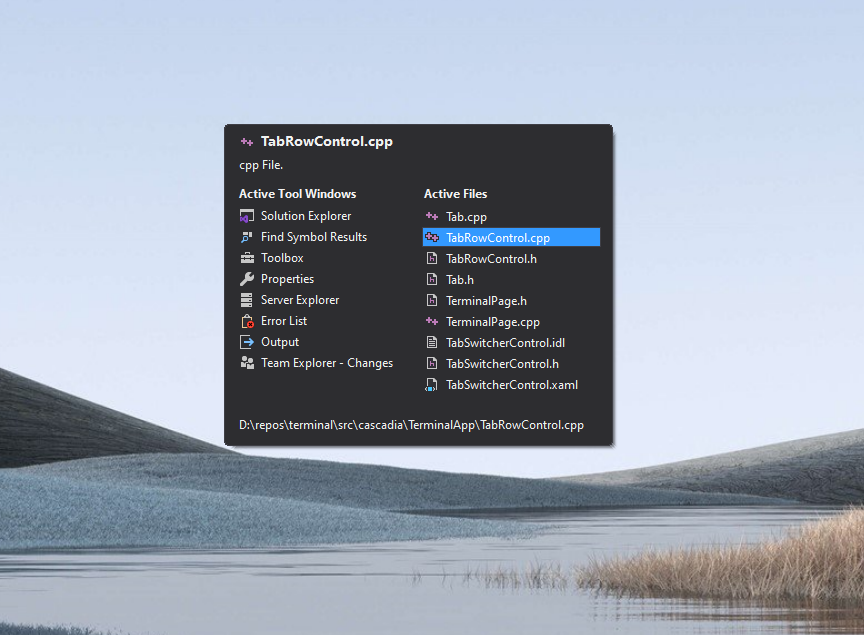 TabRowControl.cpp
cpp File.
Active Tool Windows
Solution Explorer
Find Symbol Results
Toolbox
Properties
Server Explorer
Error List
Output
Team Explorer - Changes
Active Files
Tab.cpp
TabRowControl.cpp
TabRowControl.h
Tab.h
TerminalPage.h
TerminalPage.cpp
TabSwitcherControl.idl
TabSwitcherControl.h
TabSwitcherControl.xaml
D:\repos\terminal\src\cascadia\TerminalApp\TabRowControl.cpp